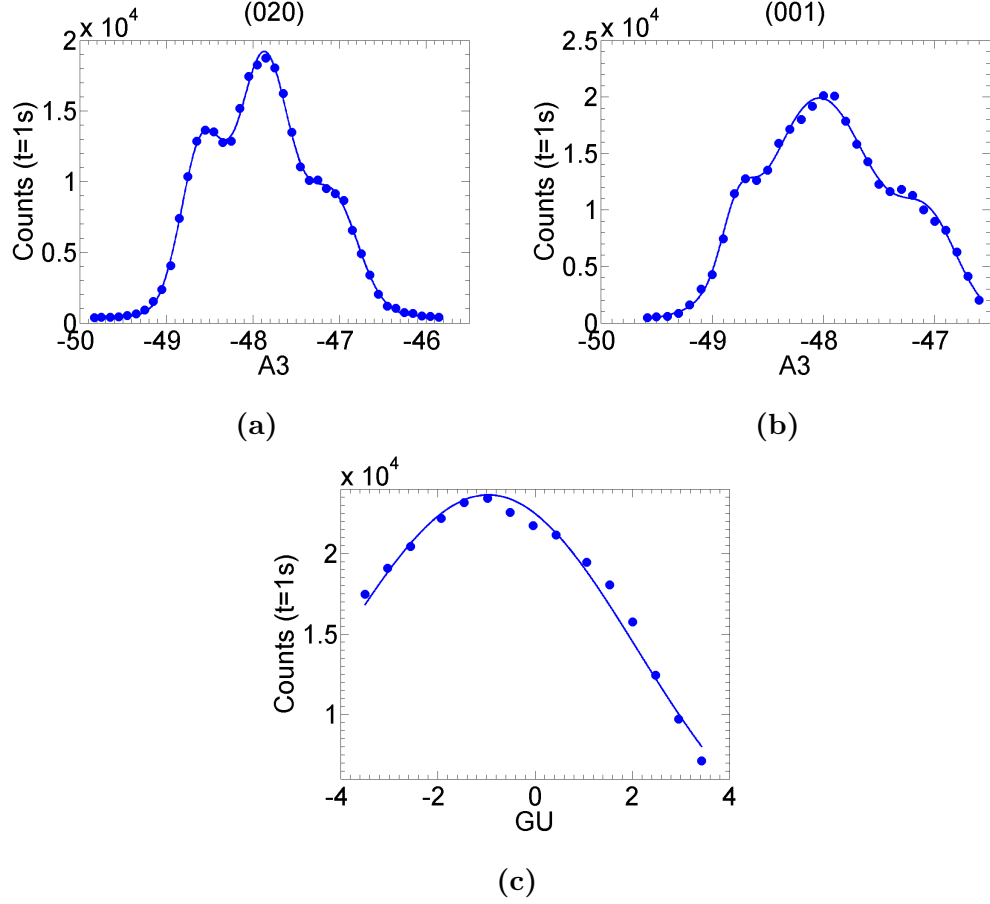 (020)
x 10^4
2
1.5
1
0.5
0
Counts (t=1s)
-50 -49 -48 -47 -46
A3
(a)
(001)
x 10^4
2.5
2
1.5
1
0.5
0
Counts (t=1s)
-50 -49 -48 -47
A3
(b)
x 10^4
2
1.5
1
Counts (t=1s)
-4 -2 0 2 4
GU
(c)